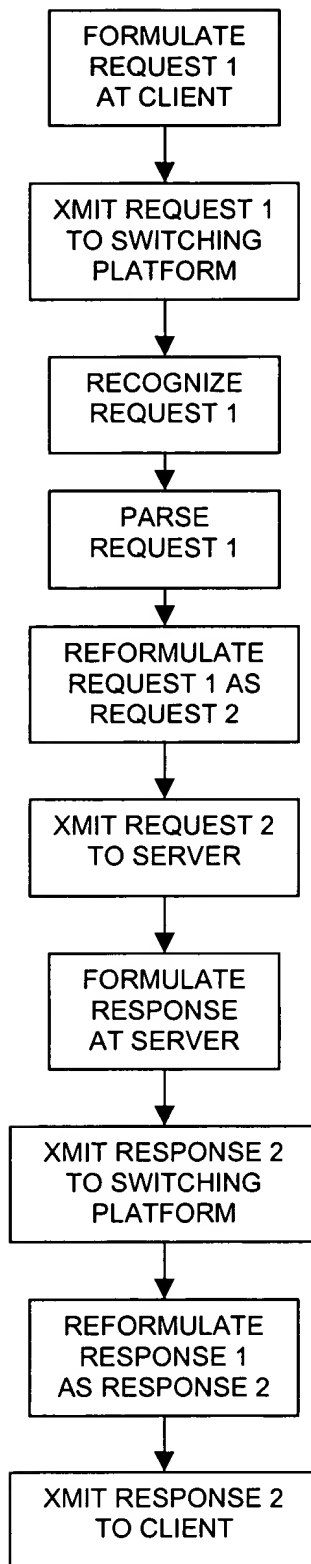 FORMULATE
REQUEST 1
AT CLIENT
XMIT REQUEST 1
TO SWITCHING
PLATFORM
RECOGNIZE
REQUEST 1
PARSE
REQUEST 1
REFORMULATE
REQUEST 1 AS
REQUEST 2
XMIT REQUEST 2
TO SERVER
FORMULATE
RESPONSE
AT SERVER
XMIT RESPONSE 2
TO SWITCHING
PLATFORM
REFORMULATE
RESPONSE 1
AS RESPONSE 2
XMIT RESPONSE 2
TO CLIENT